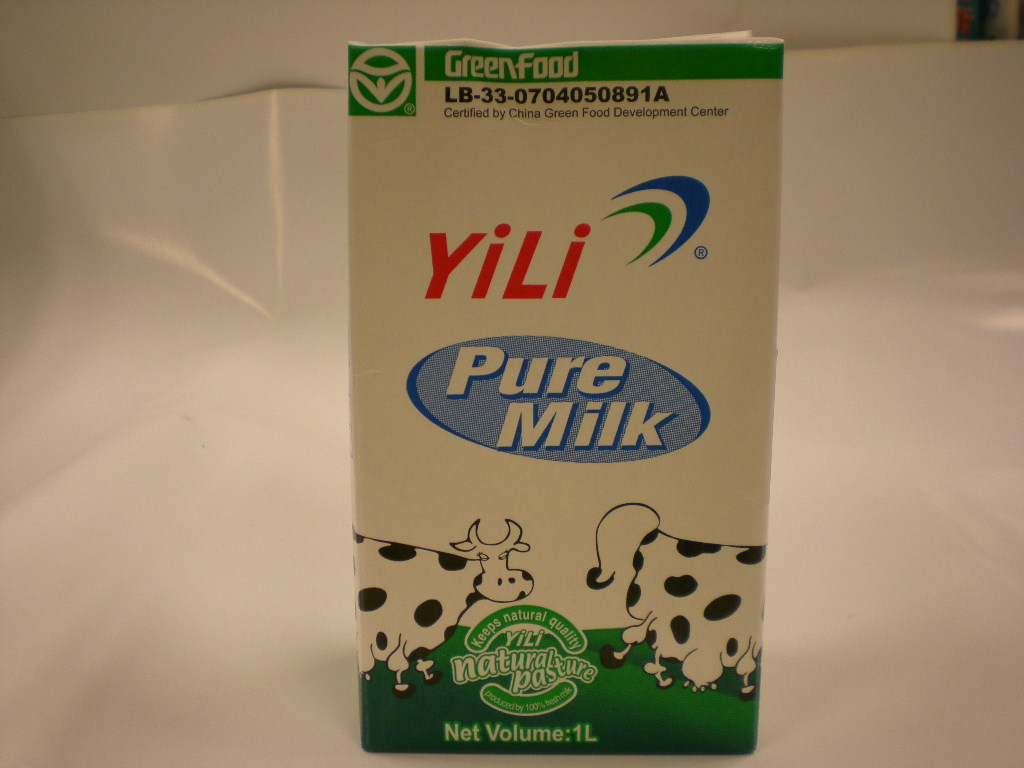 GreenFood
LB-33-0704050891A
Certified by China Green Food Development Center
YiLi
Pure
Milk
Keeps natural quality
YiLi
natural
pasture
produced by 100% fresh milk
Net Volume:1L